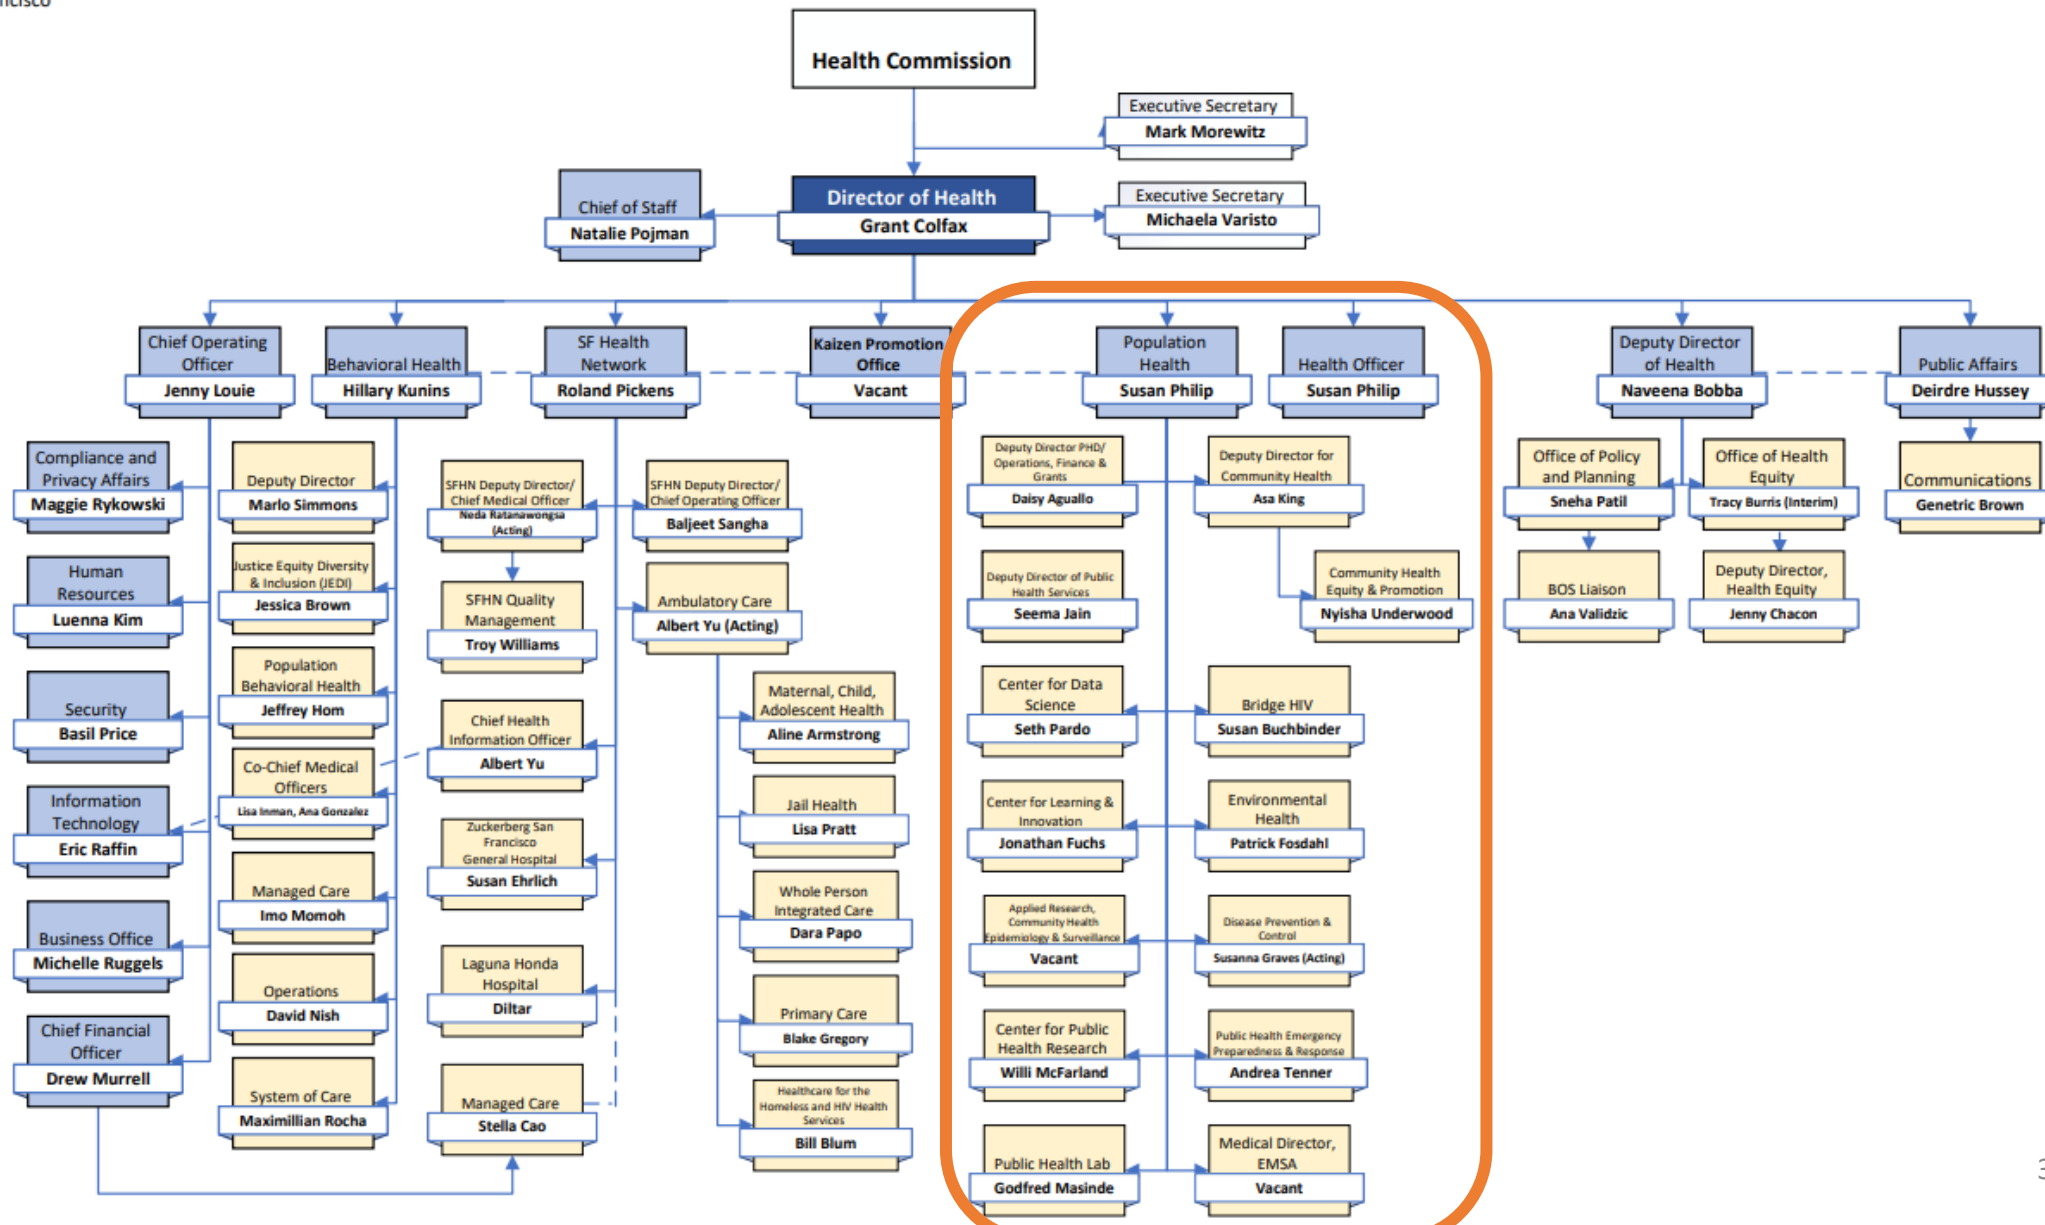 Health Commission
Executive Secretary
Mark Morewitz
Director of Health
Grant Colfax
Chief of Staff
Natalie Pojman
Executive Secretary
Michaela Varisto
Chief Operating
Officer
Jenny Louie
Behavioral Health
Hillary Kunins
SF Health
Network
Roland Pickens
Kaizen Promotion
Office
Vacant
Population
Health
Susan Philip
Health Officer
Susan Philip
Deputy Director
of Health
Naveena Bobba
Public Affairs
Deirdre Hussey
Compliance and
Privacy Affairs
Maggie Rykowski
Human
Resources
Luenna Kim
Security
Basil Price
Information
Technology
Eric Raffin
Business Office
Michelle Ruggels
Chief Financial
Officer
Drew Murrell
Deputy Director
Marlo Simmons
Justice Equity Diversity
& Inclusion (JEDI)
Jessica Brown
Population
Behavioral Health
Jeffrey Hom
Co-Chief Medical
Officers
Lisa Inman, Ana Gonzalez
Managed Care
Imo Momoh
Operations
David Nish
System of Care
Maximillian Rocha
SFHN Deputy Director/
Chief Medical Officer
Neda Ratanawongsa
(Acting)
SFHN Quality
Management
Troy Williams
Chief Health
Information Officer
Albert Yu
Zuckerberg San
Francisco
General Hospital
Susan Ehrlich
Laguna Honda
Hospital
Diltar
Managed Care
Stella Cao
SFHN Deputy Director/
Chief Operating Officer
Baljeet Sangha
Ambulatory Care
Albert Yu (Acting)
Maternal, Child,
Adolescent Health
Aline Armstrong
Jail Health
Lisa Pratt
Whole Person
Integrated Care
Dara Papo
Primary Care
Blake Gregory
Healthcare for the
Homeless and HIV Health
Services
Bill Blum
Deputy Director PHD/
Operations, Finance &
Grants
Daisy Aguallo
Deputy Director for
Community Health
Asa King
Deputy Director of Public
Health Services
Seema Jain
Community Health
Equity & Promotion
Nyisha Underwood
Center for Data
Science
Seth Pardo
Bridge HIV
Susan Buchbinder
Center for Learning &
Innovation
Jonathan Fuchs
Environmental
Health
Patrick Fosdahl
Applied Research,
Community Health
Epidemiology & Surveillance
Vacant
Disease Prevention &
Control
Susanna Graves (Acting)
Center for Public
Health Research
Willi McFarland
Public Health Emergency
Preparedness & Response
Andrea Tenner
Public Health Lab
Godfred Masinde
Medical Director,
EMSA
Vacant
Office of Policy
and Planning
Sneha Patil
BOS Liaison
Ana Validzic
Office of Health
Equity
Tracy Burris (Interim)
Deputy Director,
Health Equity
Jenny Chacon
Communications
Genetric Brown